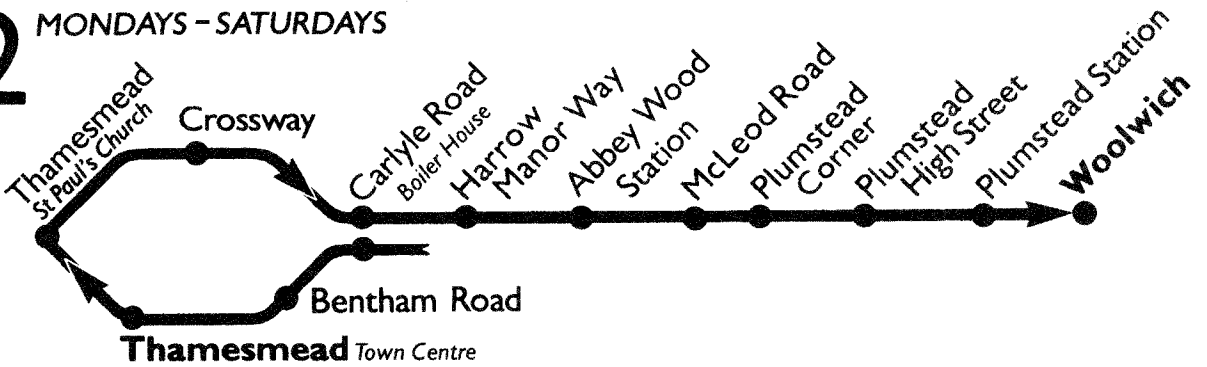 2
MONDAYS – SATURDAYS
Thamesmead
St Paul's Church
Crossway
Carlyle Road
Boiler House
Harrow
Manor Way
Abbey Wood
Station
McLeod Road
Plumstead
Corner
Plumstead
High Street
Plumstead Station
Woolwich
Bentham Road
Thamesmead Town Centre